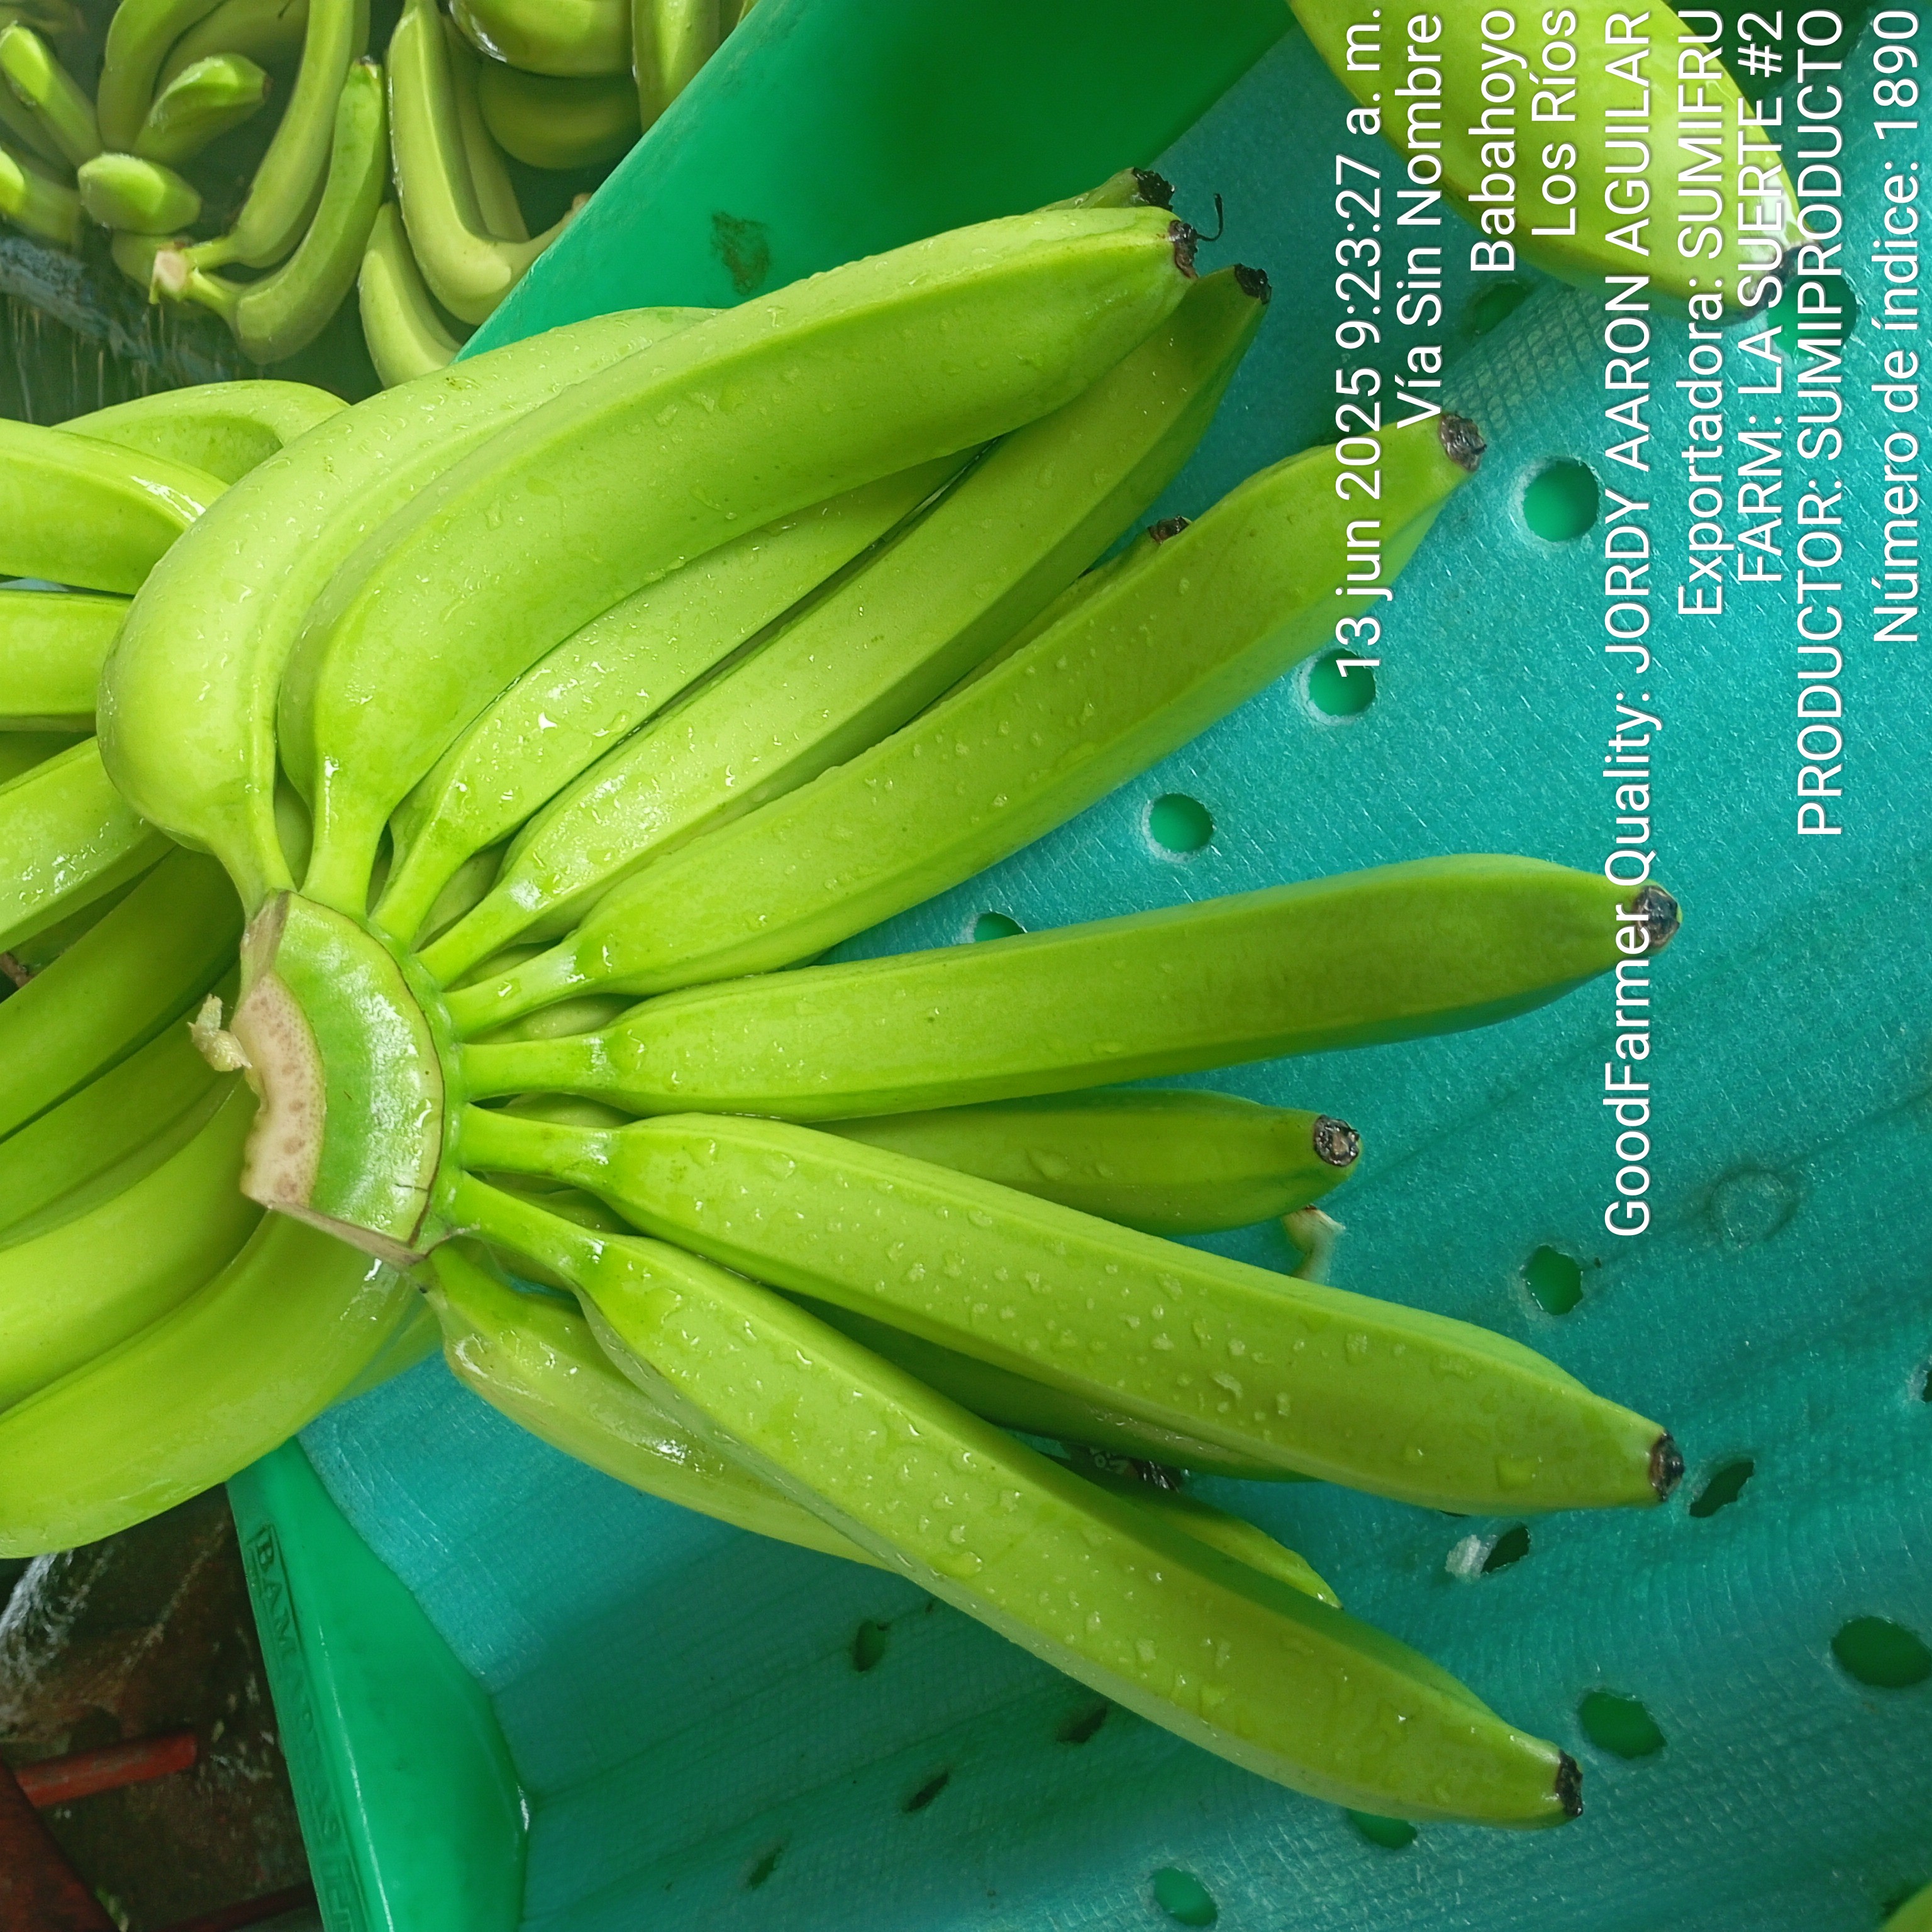 13 jun 2025 9:23:27 a. m.
Vía Sin Nombre
Babahoyo
Los Ríos
GoodFarmer Quality: JORDY AARON AGUILAR
Exportadora: SUMIFRU
FARM: LA SUERTE #2
PRODUCTOR: SUMIPRODUCTO
Número de índice: 1890